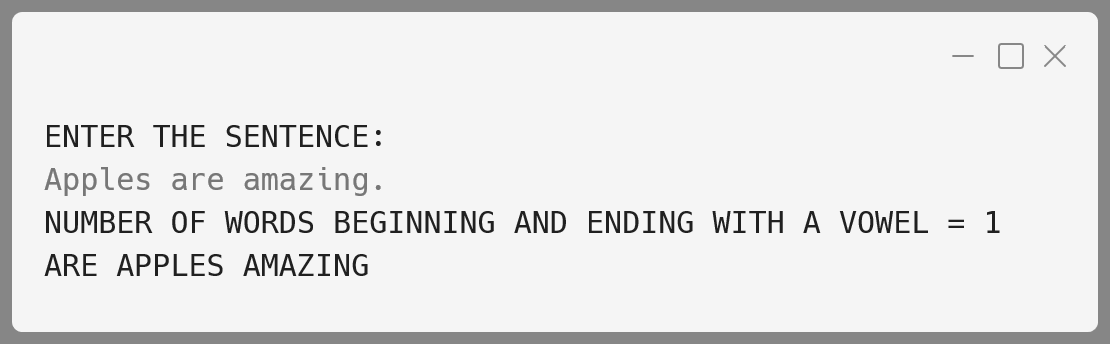 ENTER THE SENTENCE:
Apples are amazing.
NUMBER OF WORDS BEGINNING AND ENDING WITH A VOWEL = 1
ARE APPLES AMAZING